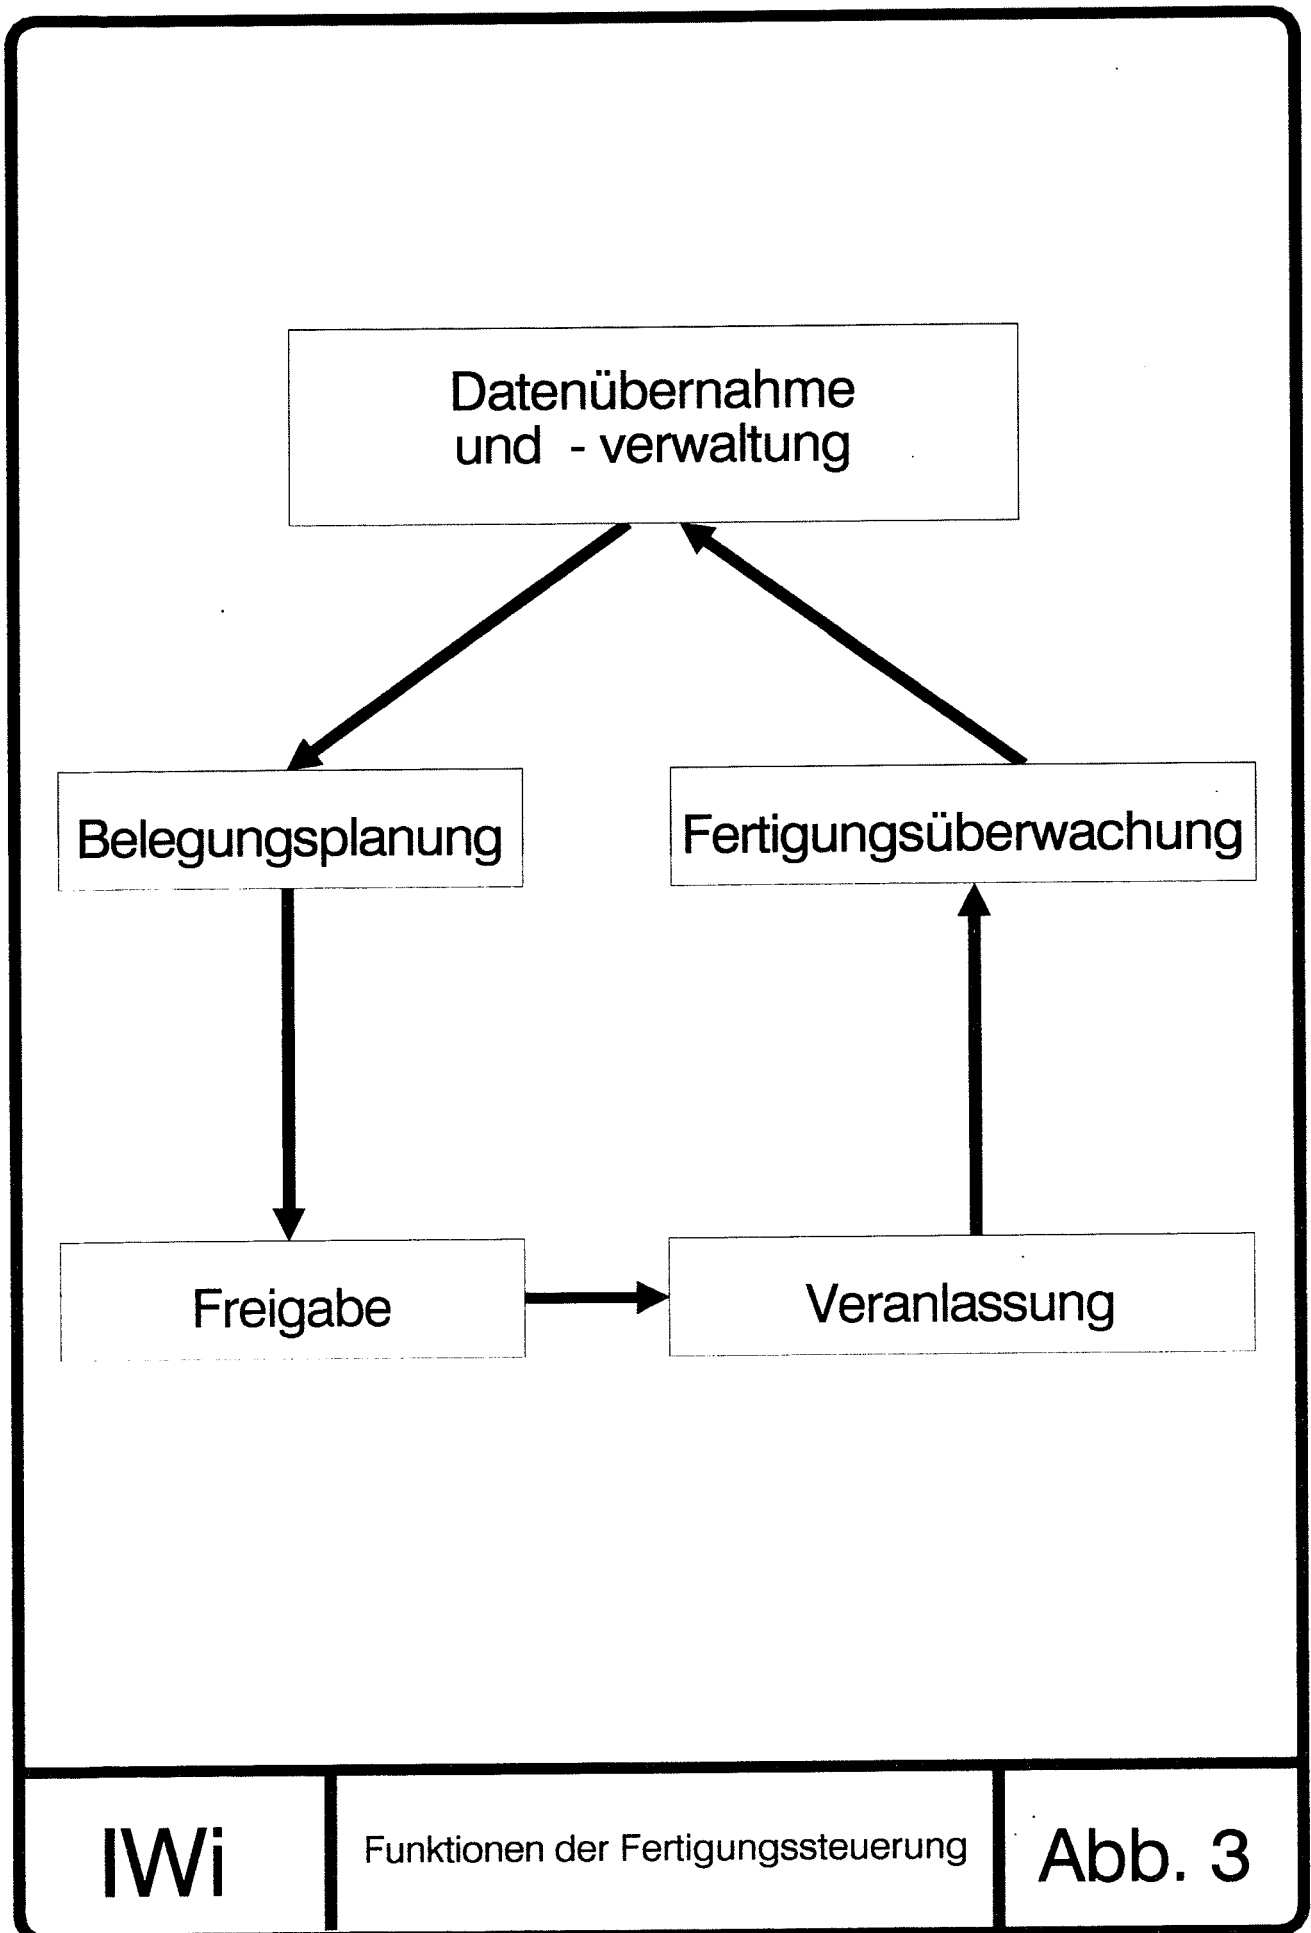 Datenübernahme
und - verwaltung
Belegungsplanung
Fertigungsüberwachung
Freigabe
Veranlassung
IWi
Funktionen der Fertigungssteuerung
Abb. 3